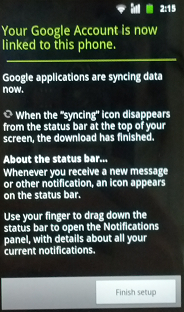 2:15
Your Google Account is now
linked to this phone.
Google applications are syncing data
now.
When the “syncing” icon disappears
from the status bar at the top of your
screen, the download has finished.
About the status bar...
Whenever you receive a new message
or other notification, an icon appears
on the status bar.
Use your finger to drag down the
status bar to open the Notifications
panel, with details about all your
current notifications.
Finish setup